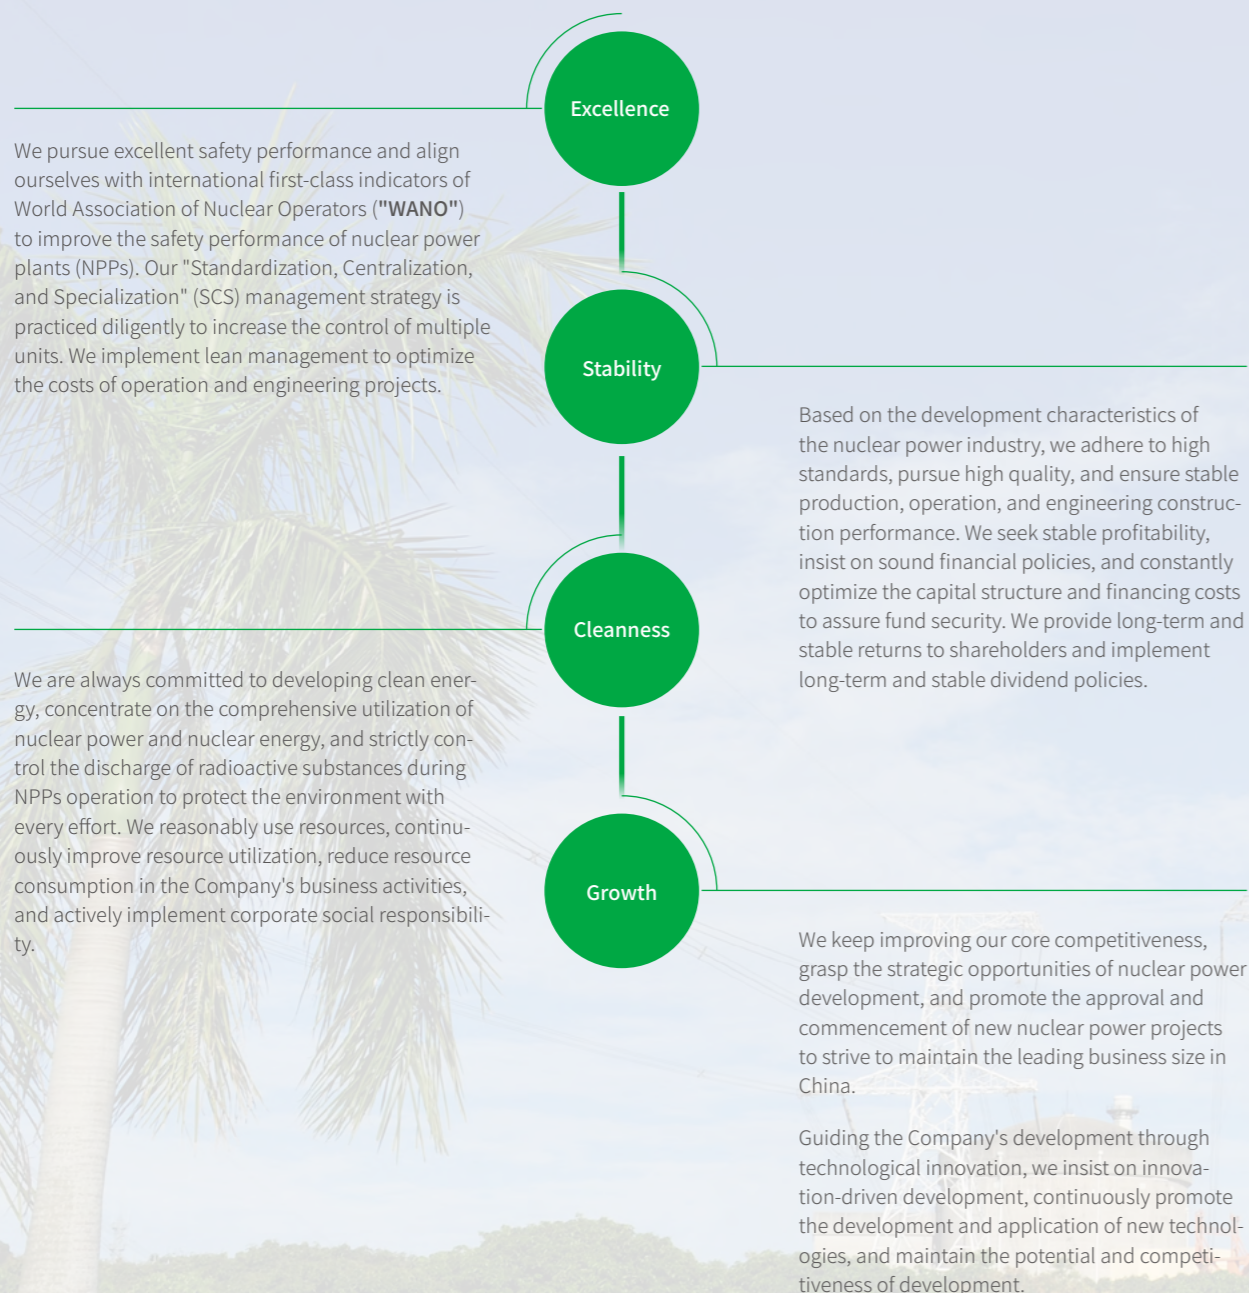 Excellence
We pursue excellent safety performance and align
ourselves with international first-class indicators of
World Association of Nuclear Operators ("WANO")
to improve the safety performance of nuclear power
plants (NPPs). Our "Standardization, Centralization,
and Specialization" (SCS) management strategy is
practiced diligently to increase the control of multiple
units. We implement lean management to optimize
the costs of operation and engineering projects.
Stability
Based on the development characteristics of
the nuclear power industry, we adhere to high
standards, pursue high quality, and ensure stable
production, operation, and engineering construc-
tion performance. We seek stable profitability,
insist on sound financial policies, and constantly
optimize the capital structure and financing costs
to assure fund security. We provide long-term and
stable returns to shareholders and implement
long-term and stable dividend policies.
Cleanness
We are always committed to developing clean ener-
gy, concentrate on the comprehensive utilization of
nuclear power and nuclear energy, and strictly con-
trol the discharge of radioactive substances during
NPPs operation to protect the environment with
every effort. We reasonably use resources, continu-
ously improve resource utilization, reduce resource
consumption in the Company's business activities,
and actively implement corporate social responsibili-
ty.
Growth
We keep improving our core competitiveness,
grasp the strategic opportunities of nuclear power
development, and promote the approval and
commencement of new nuclear power projects
to strive to maintain the leading business size in
China.
Guiding the Company's development through
technological innovation, we insist on innova-
tion-driven development, continuously promote
the development and application of new technol-
ogies, and maintain the potential and competi-
tiveness of development.